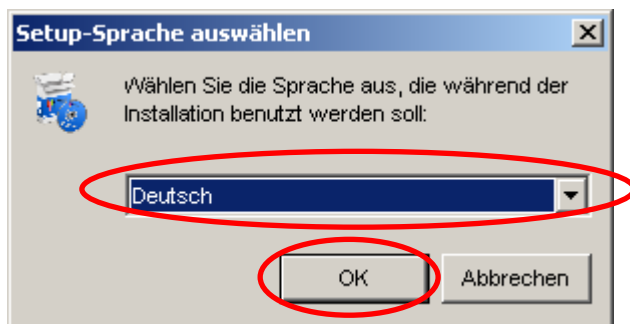 Setup-Sprache auswählen
Wählen Sie die Sprache aus, die während der
Installation benutzt werden soll:
Deutsch
OK
Abbrechen